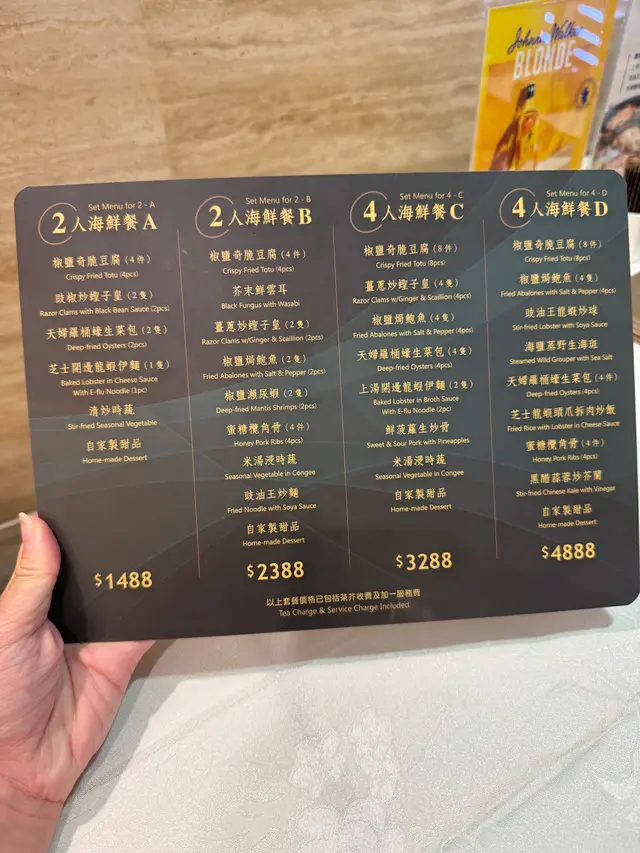 Johnnie Walker
BLONDE
Set Menu for 2 - A
2人海鮮餐A
椒鹽奇脆豆腐 (4件)
Crispy Fried Totu (4pcs)
豉椒炒蟶子皇 (2隻)
Razor Clams with Black Bean Sauce (2pcs)
天婦羅桶蠔生菜包 (2隻)
Deep-fried Oysters (2pcs)
芝士開邊龍蝦伊麵 (1隻)
Baked Lobster in Cheese Sauce
With E-flu Noodle (1pc)
清炒時蔬
Stir-fried Seasonal Vegetable
自家製甜品
Home-made Dessert
$1488
Set Menu for 2 - B
2人海鮮餐B
椒鹽奇脆豆腐 (4件)
Crispy Fried Totu (4pcs)
芥末鮮雲耳
Black Fungus with Wasabi
薑蔥炒蟶子皇 (2隻)
Razor Clams w/Ginger & Scaillion (2pcs)
椒鹽焗鮑魚 (2隻)
Fried Abalones with Salt & Pepper (2pcs)
椒鹽瀨尿蝦 (2隻)
Deep-fried Mantis Shrimps (2pcs)
蜜糖欖角骨 (4件)
Honey Pork Ribs (4pcs)
米湯浸時蔬
Seasonal Vegetable in Congee
豉油王炒麵
Fried Noodle with Soya Sauce
自家製甜品
Home-made Dessert
$2388
Set Menu for 4 - C
4人海鮮餐C
椒鹽奇脆豆腐 (8件)
Crispy Fried Totu (8pcs)
薑蔥炒蟶子皇 (4隻)
Razor Clams w/Ginger & Scaillion (4pcs)
椒鹽焗鮑魚 (4隻)
Fried Abalones with Salt & Pepper (4pcs)
天婦羅桶蠔生菜包 (4隻)
Deep-fried Oysters (4pcs)
上湯開邊龍蝦伊麵 (2隻)
Baked Lobster in Broth Sauce
With E-flu Noodle (2pc)
鮮菠蘿生炒骨
Sweet & Sour Pork with Pineapples
米湯浸時蔬
Seasonal Vegetable in Congee
自家製甜品
Home-made Dessert
$3288
Set Menu for 4 - D
4人海鮮餐D
椒鹽奇脆豆腐 (8件)
Crispy Fried Totu (8pcs)
椒鹽焗鮑魚 (4隻)
Fried Abalones with Salt & Pepper (4pcs)
豉油王龍蝦炒球
Stir-fried Lobster with Soya Sauce
海鹽蒸野生海斑
Steamed Wild Grouper with Sea Salt
天婦羅桶蠔生菜包 (4件)
Deep-fried Oysters (4pcs)
芝士龍蝦頭爪拆肉炒飯
Fried Rice with Lobster in Cheese Sauce
蜜糖欖角骨 (4件)
Honey Pork Ribs (4pcs)
黑醋蒜蓉炒芥蘭
Stir-fried Chinese Kale with Vinegar
自家製甜品
Home-made Dessert
$4888
以上套餐價格已包括茶芥收費及加一服務費
Tea Charge & Service Charge Included